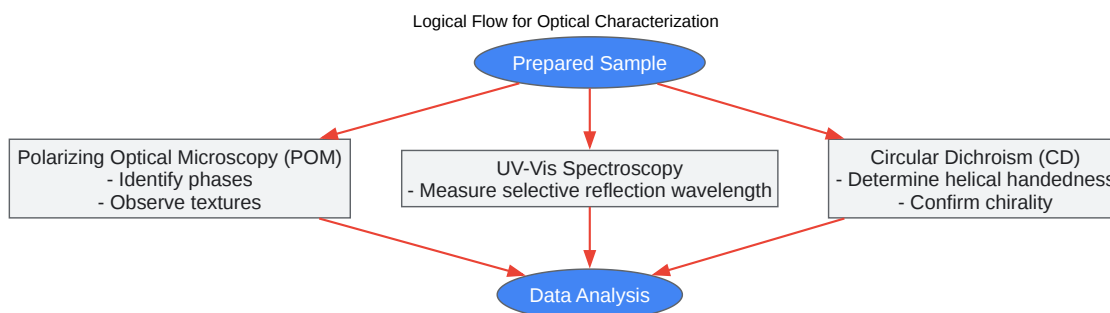 Logical Flow for Optical Characterization
Prepared Sample
Polarizing Optical Microscopy (POM)
- Identify phases
- Observe textures
UV-Vis Spectroscopy
- Measure selective reflection wavelength
Circular Dichroism (CD)
- Determine helical handedness
- Confirm chirality
Data Analysis